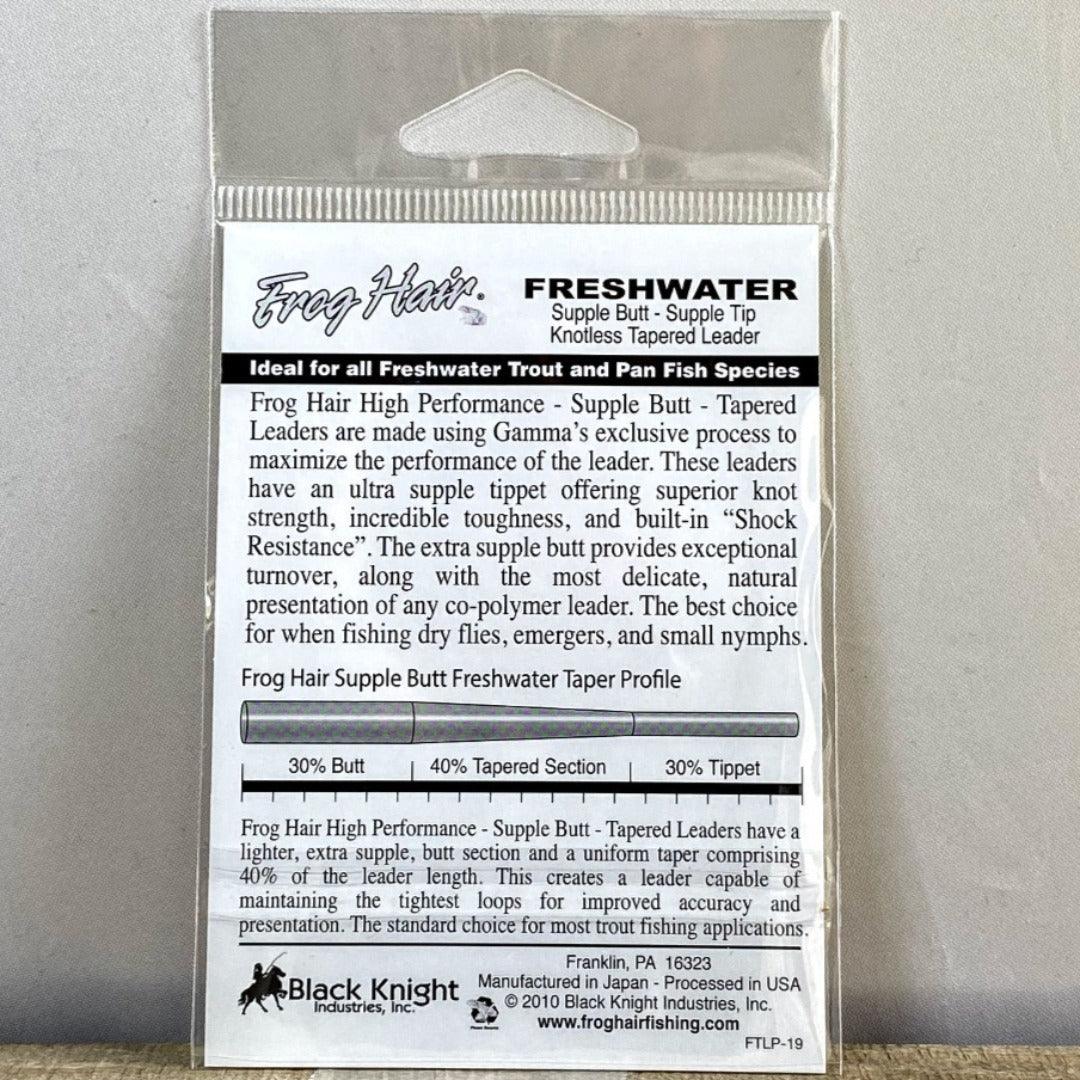 Frog Hair®
FRESHWATER
Supple Butt - Supple Tip
Knotless Tapered Leader
Ideal for all Freshwater Trout and Pan Fish Species
Frog Hair High Performance - Supple Butt - Tapered
Leaders are made using Gamma's exclusive process to
maximize the performance of the leader. These leaders
have an ultra supple tippet offering superior knot
strength, incredible toughness, and built-in “Shock
Resistance”. The extra supple butt provides exceptional
turnover, along with the most delicate, natural
presentation of any co-polymer leader. The best choice
for when fishing dry flies, emergers, and small nymphs.
Frog Hair Supple Butt Freshwater Taper Profile
30% Butt 40% Tapered Section 30% Tippet
Frog Hair High Performance - Supple Butt - Tapered Leaders have a
lighter, extra supple, butt section and a uniform taper comprising
40% of the leader length. This creates a leader capable of
maintaining the tightest loops for improved accuracy and
presentation. The standard choice for most trout fishing applications.
Black Knight
Industries, Inc.
Please Recycle
Franklin, PA 16323
Manufactured in Japan - Processed in USA
© 2010 Black Knight Industries, Inc.
www.froghairfishing.com
FTLP-19